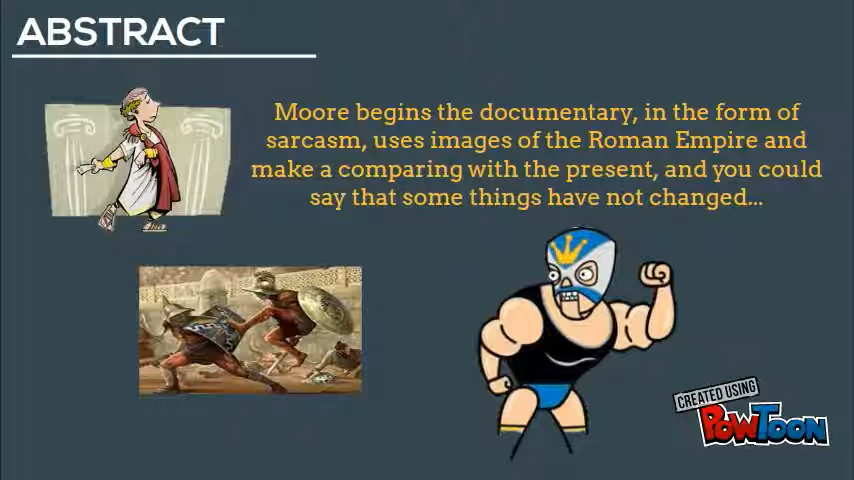 ABSTRACT
Moore begins the documentary, in the form of
sarcasm, uses images of the Roman Empire and
make a comparing with the present, and you could
say that some things have not changed...
CREATED USING
POWTOON